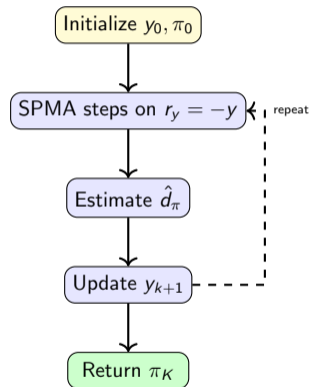 Initialize y₀, π₀
SPMA steps on r_y = −y
repeat
Estimate d̂_π
Update y_{k+1}
Return π_K